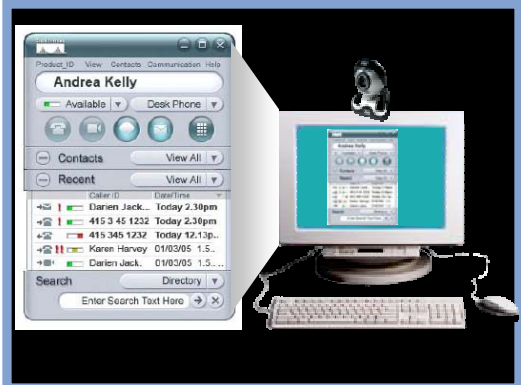 Product_ID View Contacts Communication Help
Andrea Kelly
Available Desk Phone
Contacts View All
Recent View All
Caller ID Date/Time
Darien Jack... Today 2.30pm
415 3 45 1232 Today 2.30pm
415 345 1232 Today 12.13p..
Karen Harvey 01/03/05 1.5..
Darien Jack. 01/03/05 1.5....
Search Directory
Enter Search Text Here
Andrea Kelly